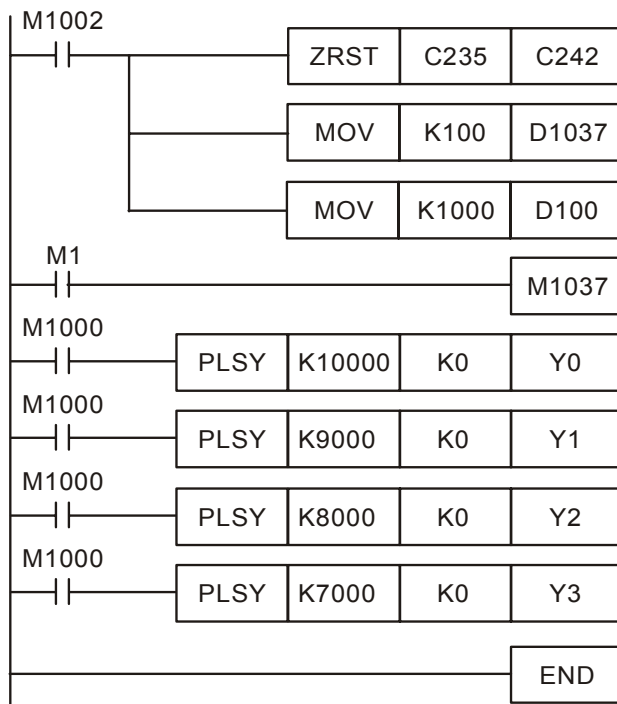 M1002
ZRST C235 C242
MOV K100 D1037
MOV K1000 D100
M1
M1037
M1000
PLSY K10000 K0 Y0
M1000
PLSY K9000 K0 Y1
M1000
PLSY K8000 K0 Y2
M1000
PLSY K7000 K0 Y3
END